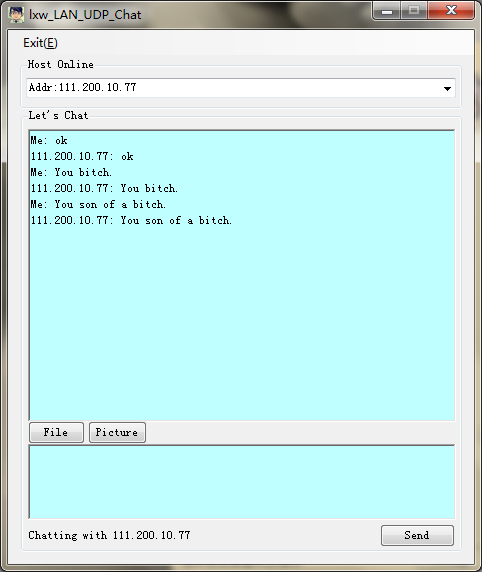 lxw_LAN_UDP_Chat
Exit(E)
Host Online
Addr:111.200.10.77
Let's Chat
Me: ok
111.200.10.77: ok
Me: You bitch.
111.200.10.77: You bitch.
Me: You son of a bitch.
111.200.10.77: You son of a bitch.
File Picture
Chatting with 111.200.10.77 Send